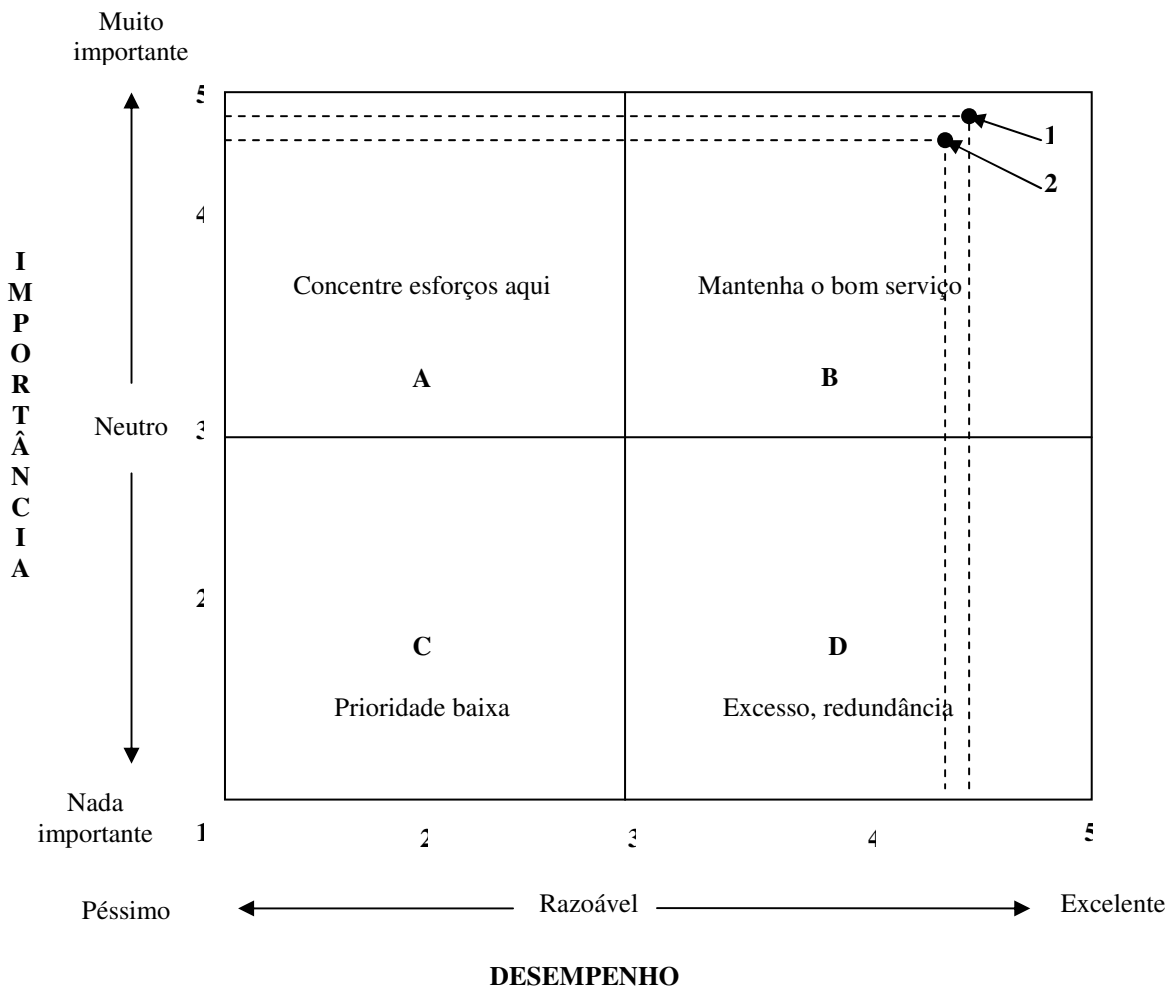 Muito
importante
5
1
2
4
I
M
P
O
R
T
Â
N
C
I
A
Concentre esforços aqui
Mantenha o bom serviço
A
B
Neutro
3
2
C
D
Prioridade baixa
Excesso, redundância
Nada
importante
1
2
3
4
5
Péssimo
Razoável
Excelente
DESEMPENHO